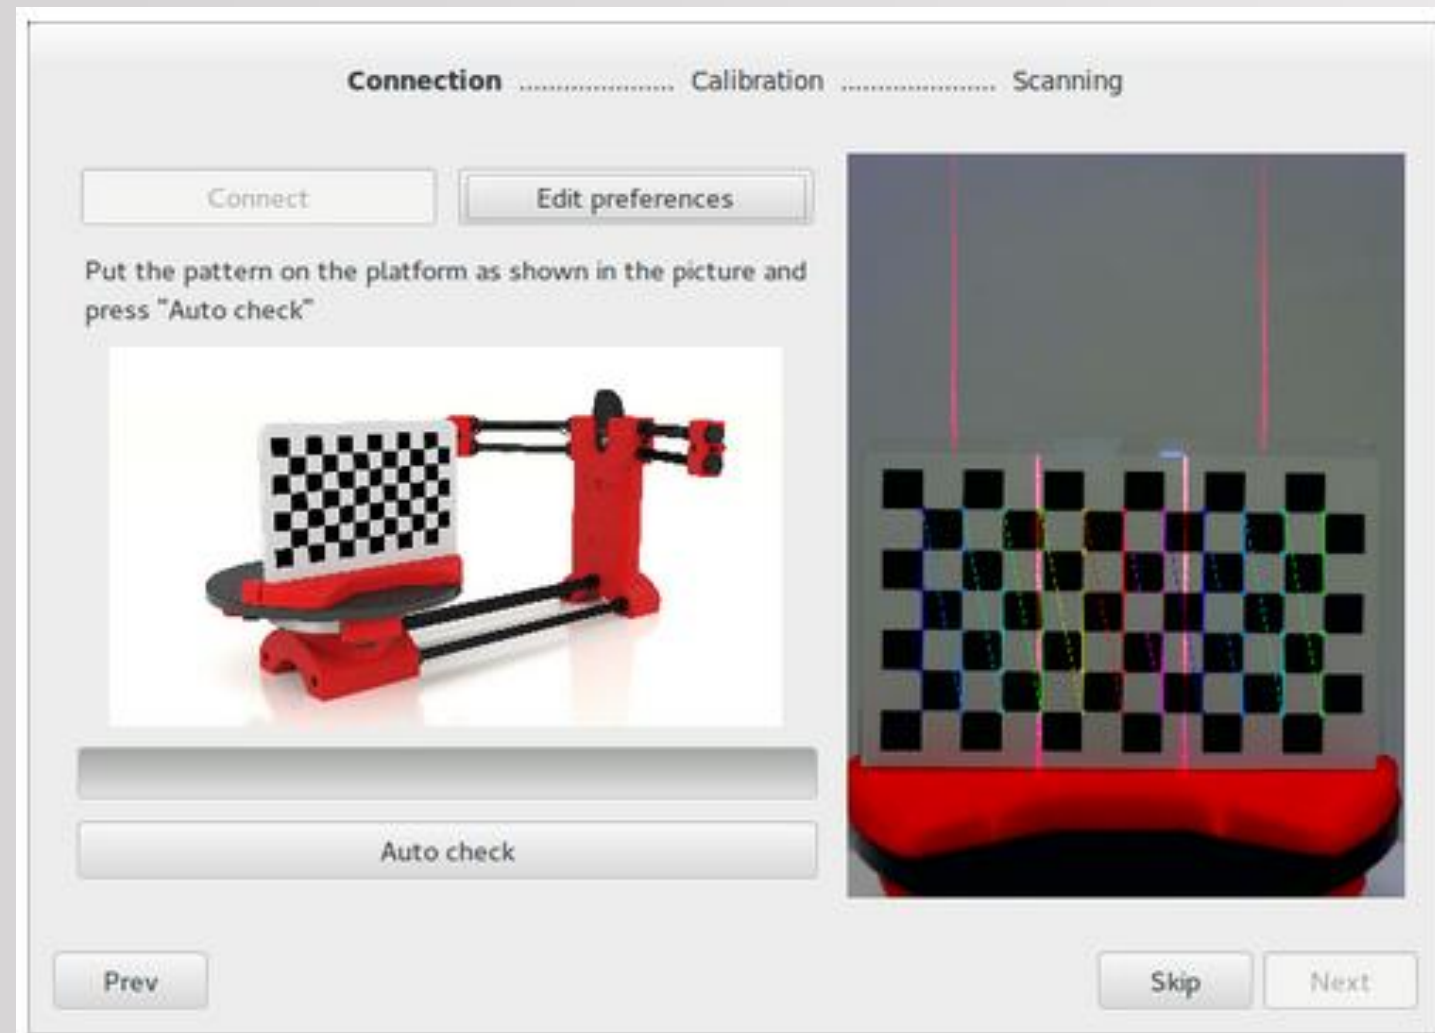 Connection ..................... Calibration ..................... Scanning
Connect
Edit preferences
Put the pattern on the platform as shown in the picture and
press "Auto check"
Auto check
Prev
Skip
Next